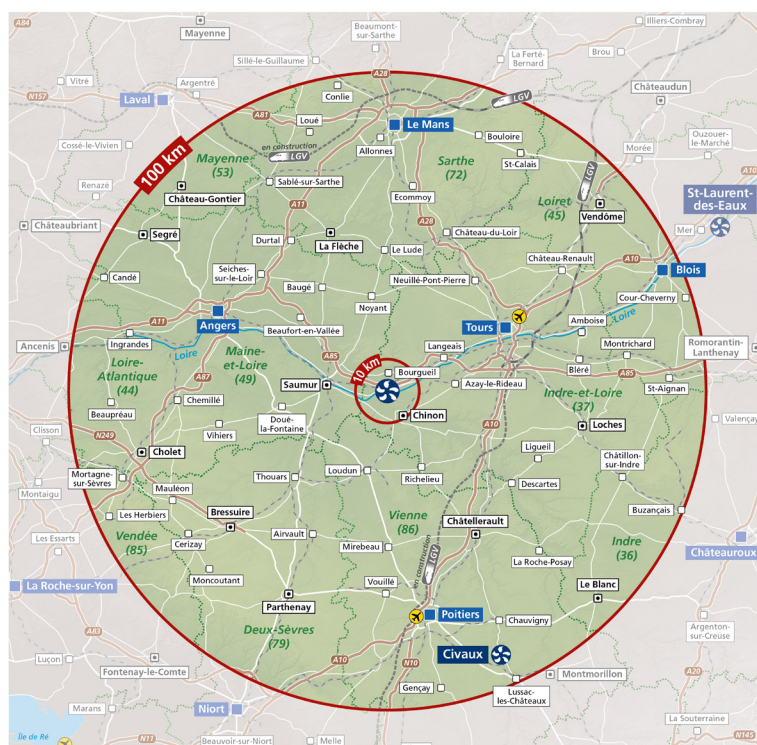 A84
Mayenne
Beaumont-
sur-Sarthe
Illiers-Combray
Sillé-le-Guillaume
La Ferté-
Bernard
Brou
A28
Vitré
Argentré
Conlie
Châteaudun
N157
Laval
LGV
A81
Loué
Le Mans
Bouloire
Ouzouer-
le-Marché
Cossé-le-Vivien
en construction
LGV
Allonnes
Morée
100 km
Mayenne
(53)
Sarthe
(72)
St-Calais
LGV
Renazé
Sablé-sur-Sarthe
Château-Gontier
Ecommoy
Loiret
(45)
Vendôme
St-Laurent-
des-Eaux
A11
Châteaubriant
Segré
A28
Mer
Durtal
La Flèche
Château-du-Loir
Le Lude
Château-Renault
A10
Blois
Candé
Seiches-
sur-le-Loir
Baugé
Neuillé-Pont-Pierre
Cour-Cheverny
Noyant
Loire
Angers
A11
Beaufort-en-Vallée
Tours
Amboise
Ancenis
Ingrandes
Loire
Langeais
Montrichard
Romorantin-
Lanthenay
Loire-
Atlantique
(44)
Maine-
et-Loire
(49)
A85
10 km
Bourgueil
Bléré
A85
A87
Saumur
Azay-le-Rideau
St-Aignan
Indre-et-Loire
(37)
Beaupréau
Chemillé
Doué-
la-Fontaine
Chinon
Valençay
Vihiers
A10
Loches
Clisson
N249
Cholet
Ligueil
Châtillon-
sur-Indre
Mortagne-
sur-Sèvres
Thouars
Loudun
Richelieu
Descartes
Montaigu
Mauléon
Buzançais
Les Herbiers
Bressuire
Vienne
(86)
Châtellerault
Vendée
(85)
Les Essarts
Cerizay
Airvault
Mirebeau
en construction
LGV
Indre
(36)
Châteauroux
La Roche-Posay
Moncoutant
Vouillé
La Roche-sur-Yon
Parthenay
Le Blanc
Poitiers
Chauvigny
Argenton-
sur-Creuse
A83
Deux-Sèvres
(79)
Civaux
Luçon
Fontenay-le-Comte
A10
N10
Montmorillon
A20
Gençay
Lussac-
les-Châteaux
Marans
Niort
La Souterraine
Île de Ré
N11
Beauvoir-sur-Niort
Melle
N145